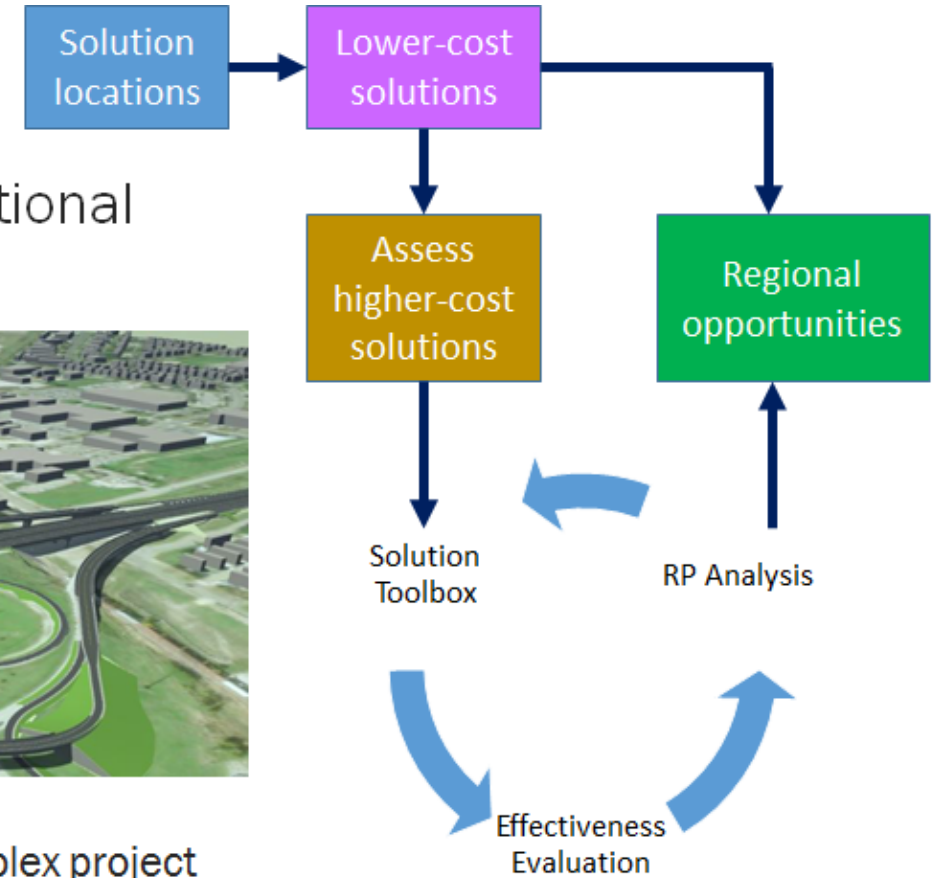 Solution
locations
Lower-cost
solutions
tional
Assess
higher-cost
solutions
Regional
opportunities
Solution
Toolbox
RP Analysis
Effectiveness
Evaluation
plex project